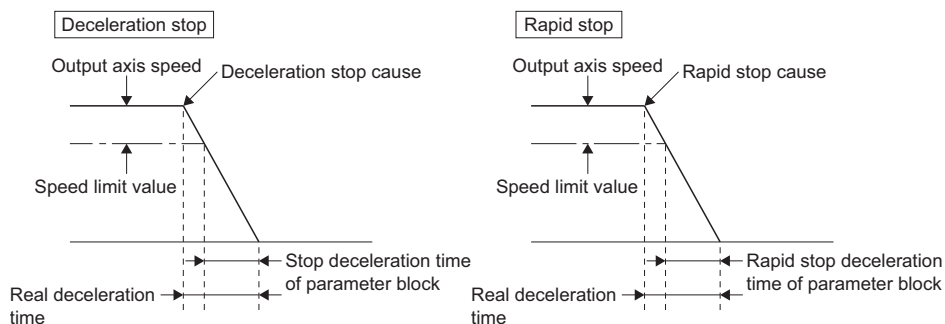 Deceleration stop
Output axis speed
Deceleration stop cause
Speed limit value
Stop deceleration time
of parameter block
Real deceleration
time
Rapid stop
Output axis speed
Rapid stop cause
Speed limit value
Rapid stop deceleration
time of parameter block
Real deceleration
time